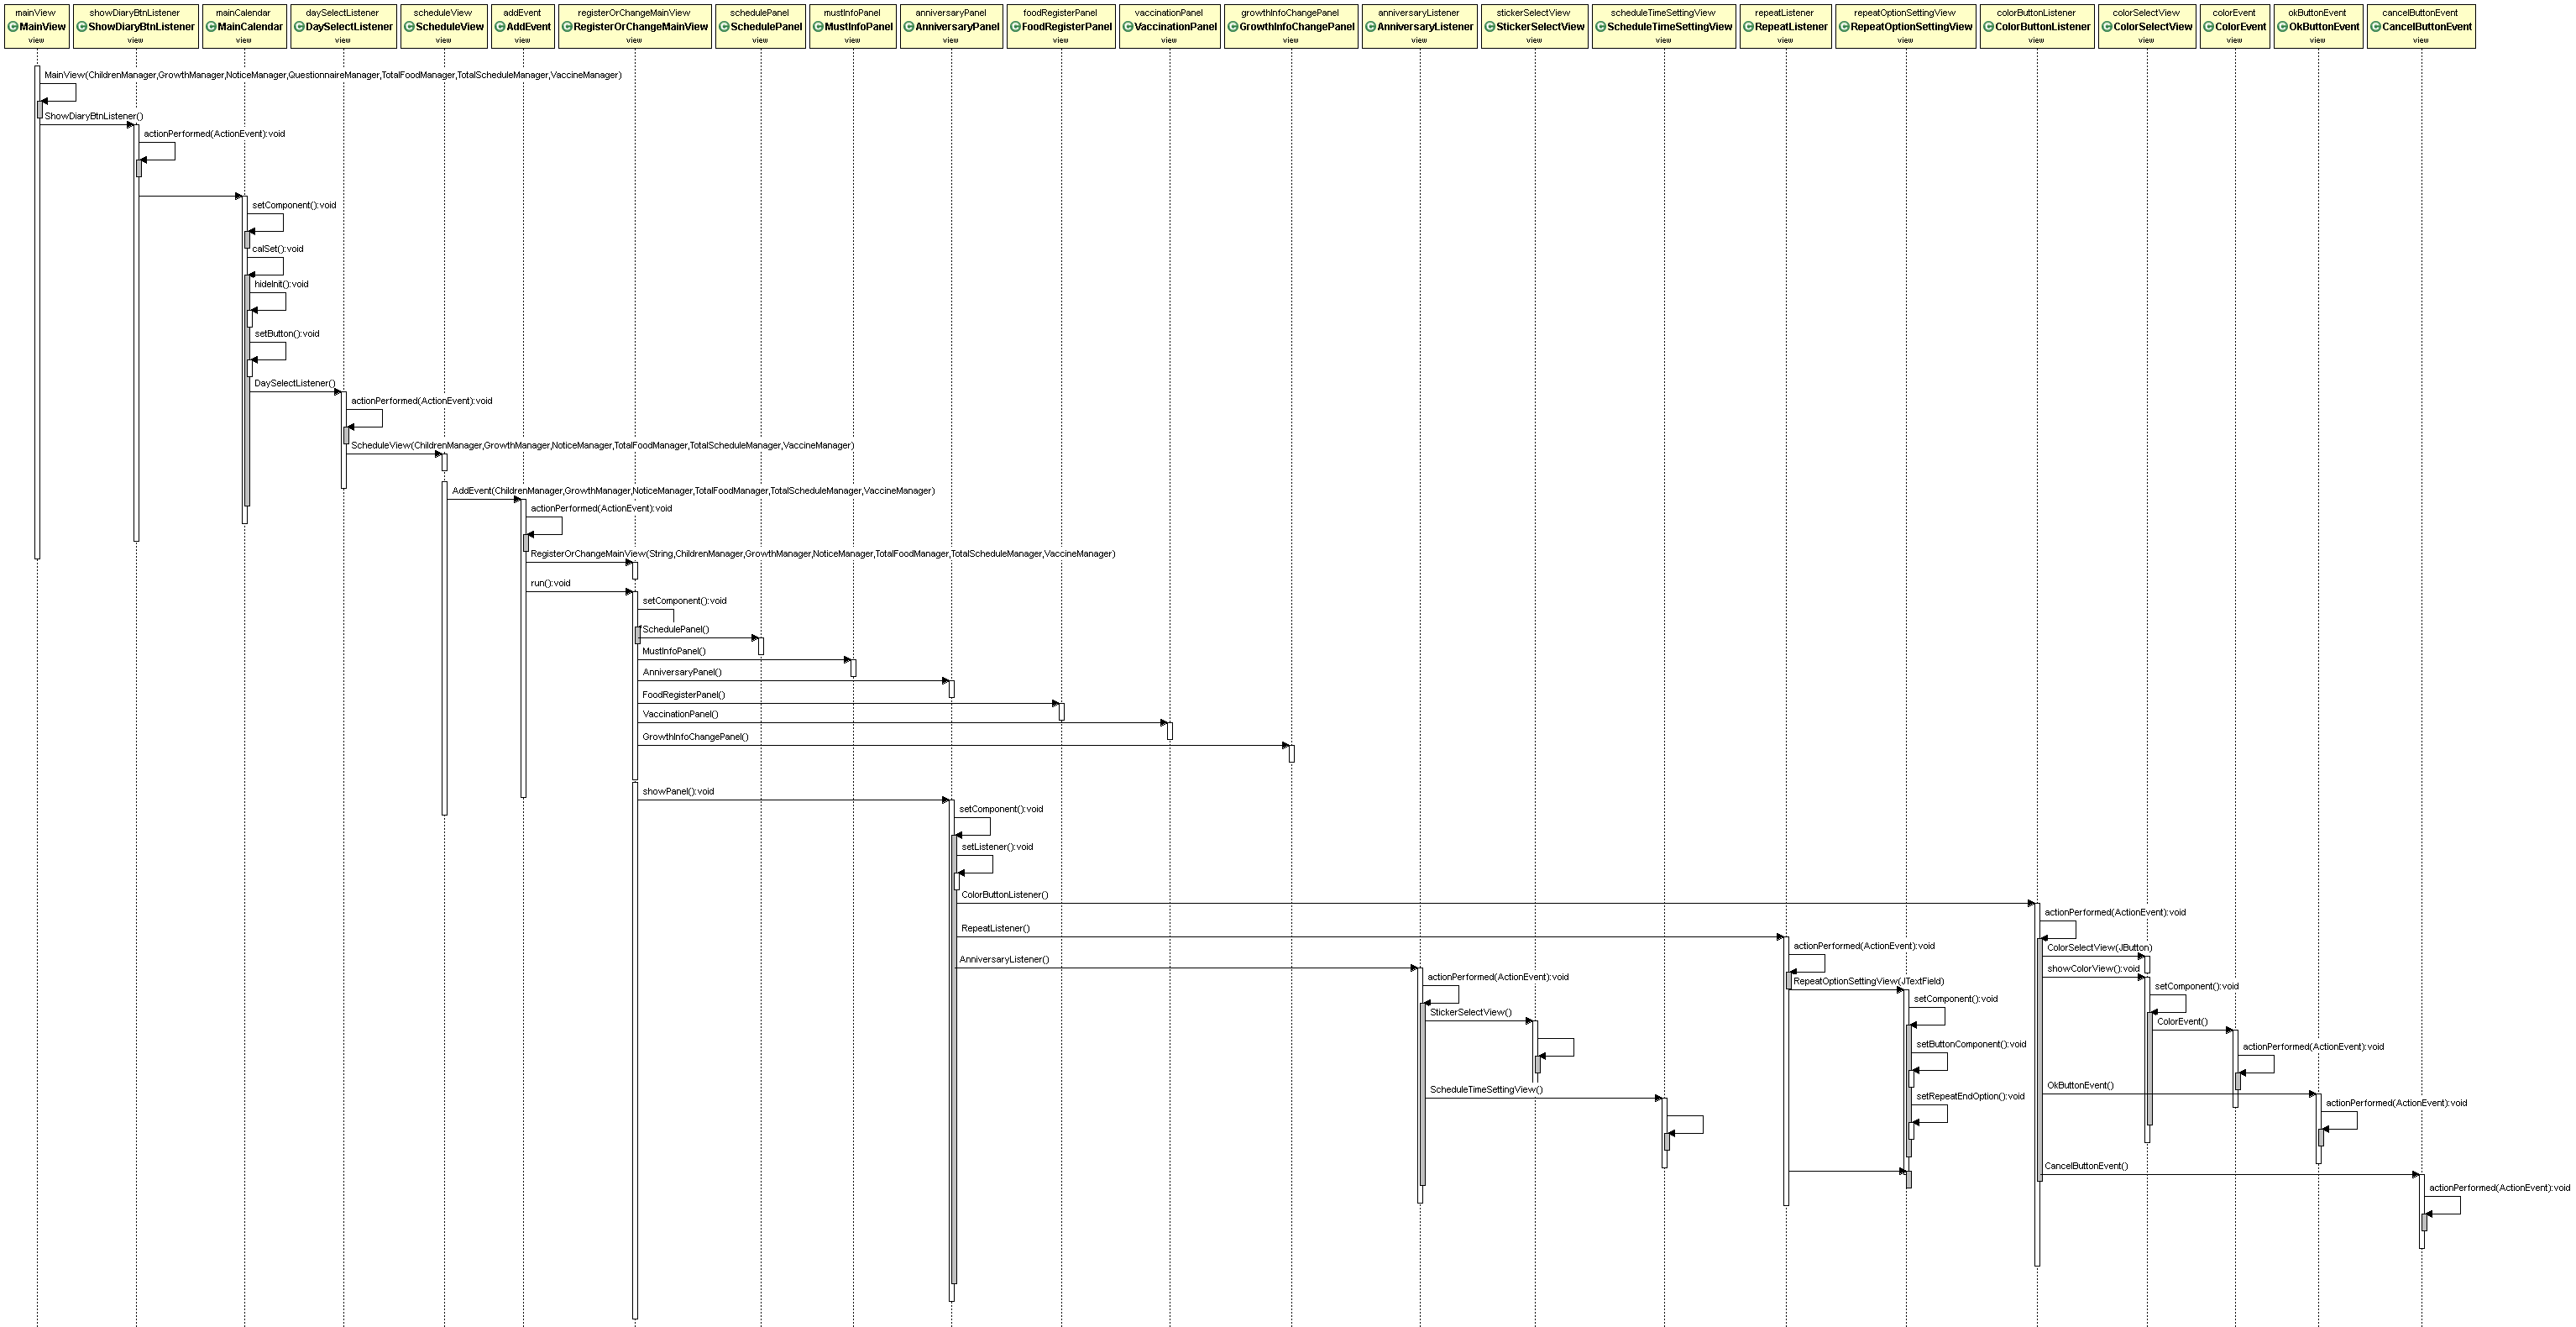 mainView
MainView
view
showDiaryBtnListener
ShowDiaryBtnListener
view
mainCalendar
MainCalendar
view
daySelectListener
DaySelectListener
view
scheduleView
ScheduleView
view
addEvent
AddEvent
view
registerOrChangeMainView
RegisterOrChangeMainView
view
schedulePanel
SchedulePanel
view
mustInfoPanel
MustInfoPanel
view
anniversaryPanel
AnniversaryPanel
view
foodRegisterPanel
FoodRegisterPanel
view
vaccinationPanel
VaccinationPanel
view
growthInfoChangePanel
GrowthInfoChangePanel
view
anniversaryListener
AnniversaryListener
view
stickerSelectView
StickerSelectView
view
scheduleTimeSettingView
ScheduleTimeSettingView
view
repeatListener
RepeatListener
view
repeatOptionSettingView
RepeatOptionSettingView
view
colorButtonListener
ColorButtonListener
view
colorSelectView
ColorSelectView
view
colorEvent
ColorEvent
view
okButtonEvent
OkButtonEvent
view
cancelButtonEvent
CancelButtonEvent
view
MainView(ChildrenManager,GrowthManager,NoticeManager,QuestionnaireManager,TotalFoodManager,TotalScheduleManager,VaccineManager)
ShowDiaryBtnListener()
actionPerformed(ActionEvent):void
setComponent():void
calSet():void
hideInit():void
setButton():void
DaySelectListener()
actionPerformed(ActionEvent):void
ScheduleView(ChildrenManager,GrowthManager,NoticeManager,TotalFoodManager,TotalScheduleManager,VaccineManager)
AddEvent(ChildrenManager,GrowthManager,NoticeManager,TotalFoodManager,TotalScheduleManager,VaccineManager)
actionPerformed(ActionEvent):void
RegisterOrChangeMainView(String,ChildrenManager,GrowthManager,NoticeManager,TotalFoodManager,TotalScheduleManager,VaccineManager)
run():void
setComponent():void
SchedulePanel()
MustInfoPanel()
AnniversaryPanel()
FoodRegisterPanel()
VaccinationPanel()
GrowthInfoChangePanel()
showPanel():void
setComponent():void
setListener():void
ColorButtonListener()
actionPerformed(ActionEvent):void
RepeatListener()
actionPerformed(ActionEvent):void
ColorSelectView(JButton)
AnniversaryListener()
showColorView():void
actionPerformed(ActionEvent):void
RepeatOptionSettingView(JTextField)
setComponent():void
setComponent():void
StickerSelectView()
ColorEvent()
setButtonComponent():void
actionPerformed(ActionEvent):void
ScheduleTimeSettingView()
OkButtonEvent()
setRepeatEndOption():void
actionPerformed(ActionEvent):void
CancelButtonEvent()
actionPerformed(ActionEvent):void